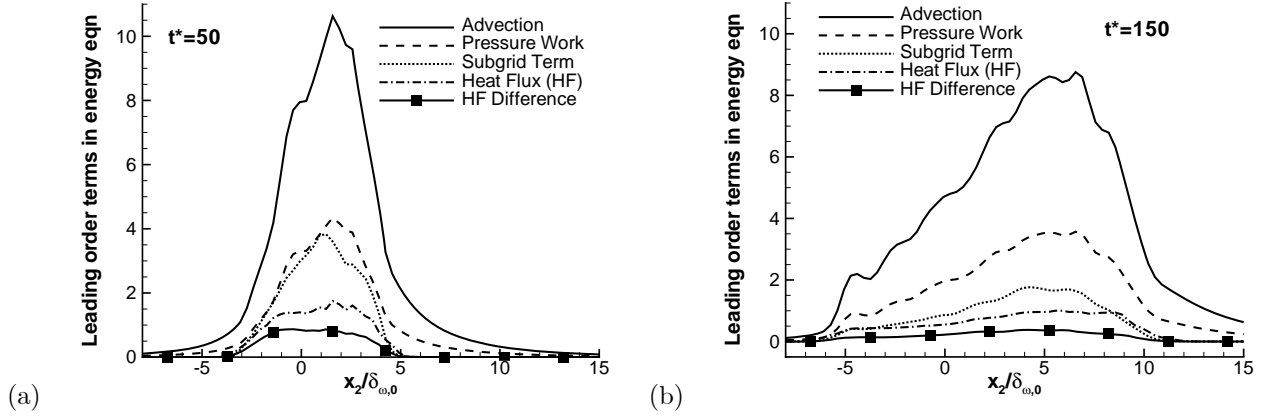 Leading order terms in energy eqn
t*=50
Advection
Pressure Work
Subgrid Term
Heat Flux (HF)
HF Difference
10
8
6
4
2
0
-5 0 5 10 15
x2/δω,0
(a)
Leading order terms in energy eqn
t*=150
Advection
Pressure Work
Subgrid Term
Heat Flux (HF)
HF Difference
10
8
6
4
2
0
-5 0 5 10 15
x2/δω,0
(b)